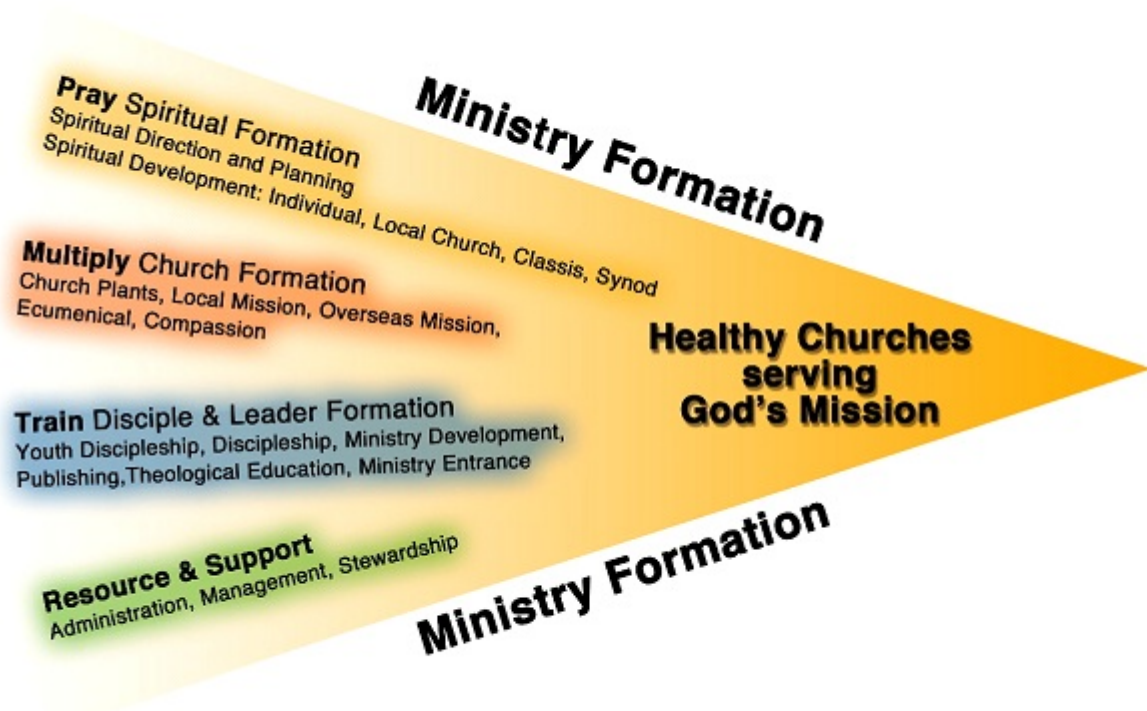 Ministry Formation
Pray Spiritual Formation
Spiritual Direction and Planning
Spiritual Development: Individual, Local Church, Classis, Synod
Multiply Church Formation
Church Plants, Local Mission, Overseas Mission,
Ecumenical, Compassion
Healthy Churches
serving
God's Mission
Train Disciple & Leader Formation
Youth Discipleship, Discipleship, Ministry Development,
Publishing,Theological Education, Ministry Entrance
Resource & Support
Administration, Management, Stewardship
Ministry Formation